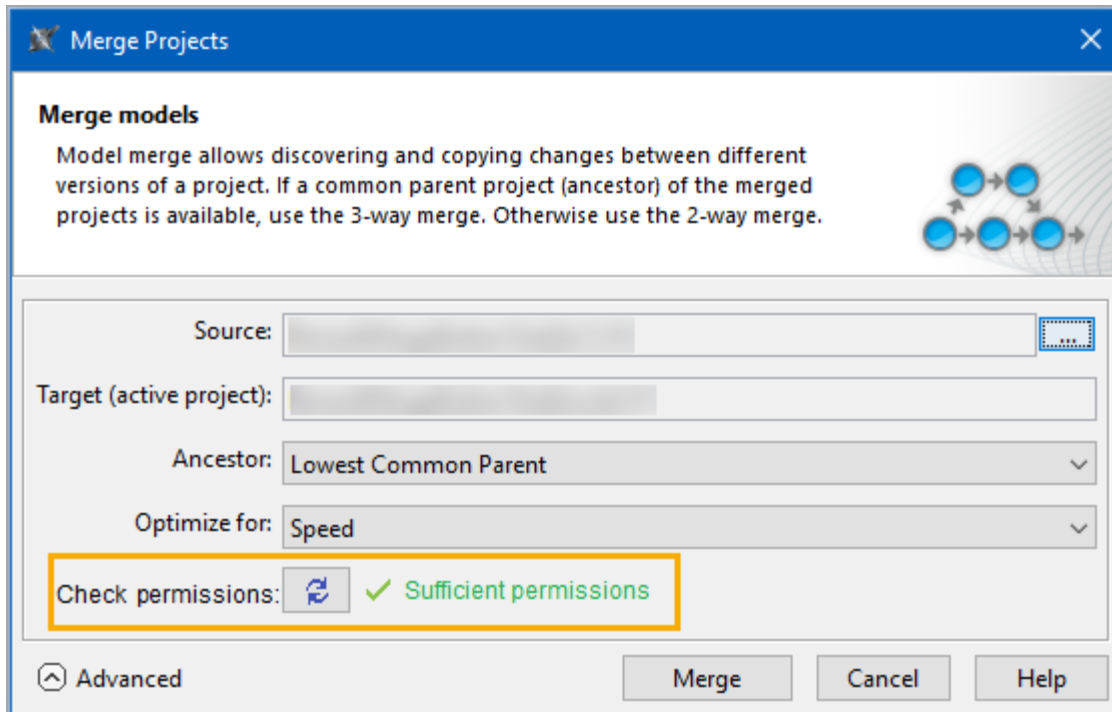 Merge Projects
Merge models
Model merge allows discovering and copying changes between different
versions of a project. If a common parent project (ancestor) of the merged
projects is available, use the 3-way merge. Otherwise use the 2-way merge.
Source:
...
Target (active project):
Ancestor: Lowest Common Parent
Optimize for: Speed
Check permissions: Sufficient permissions
Advanced Merge Cancel Help